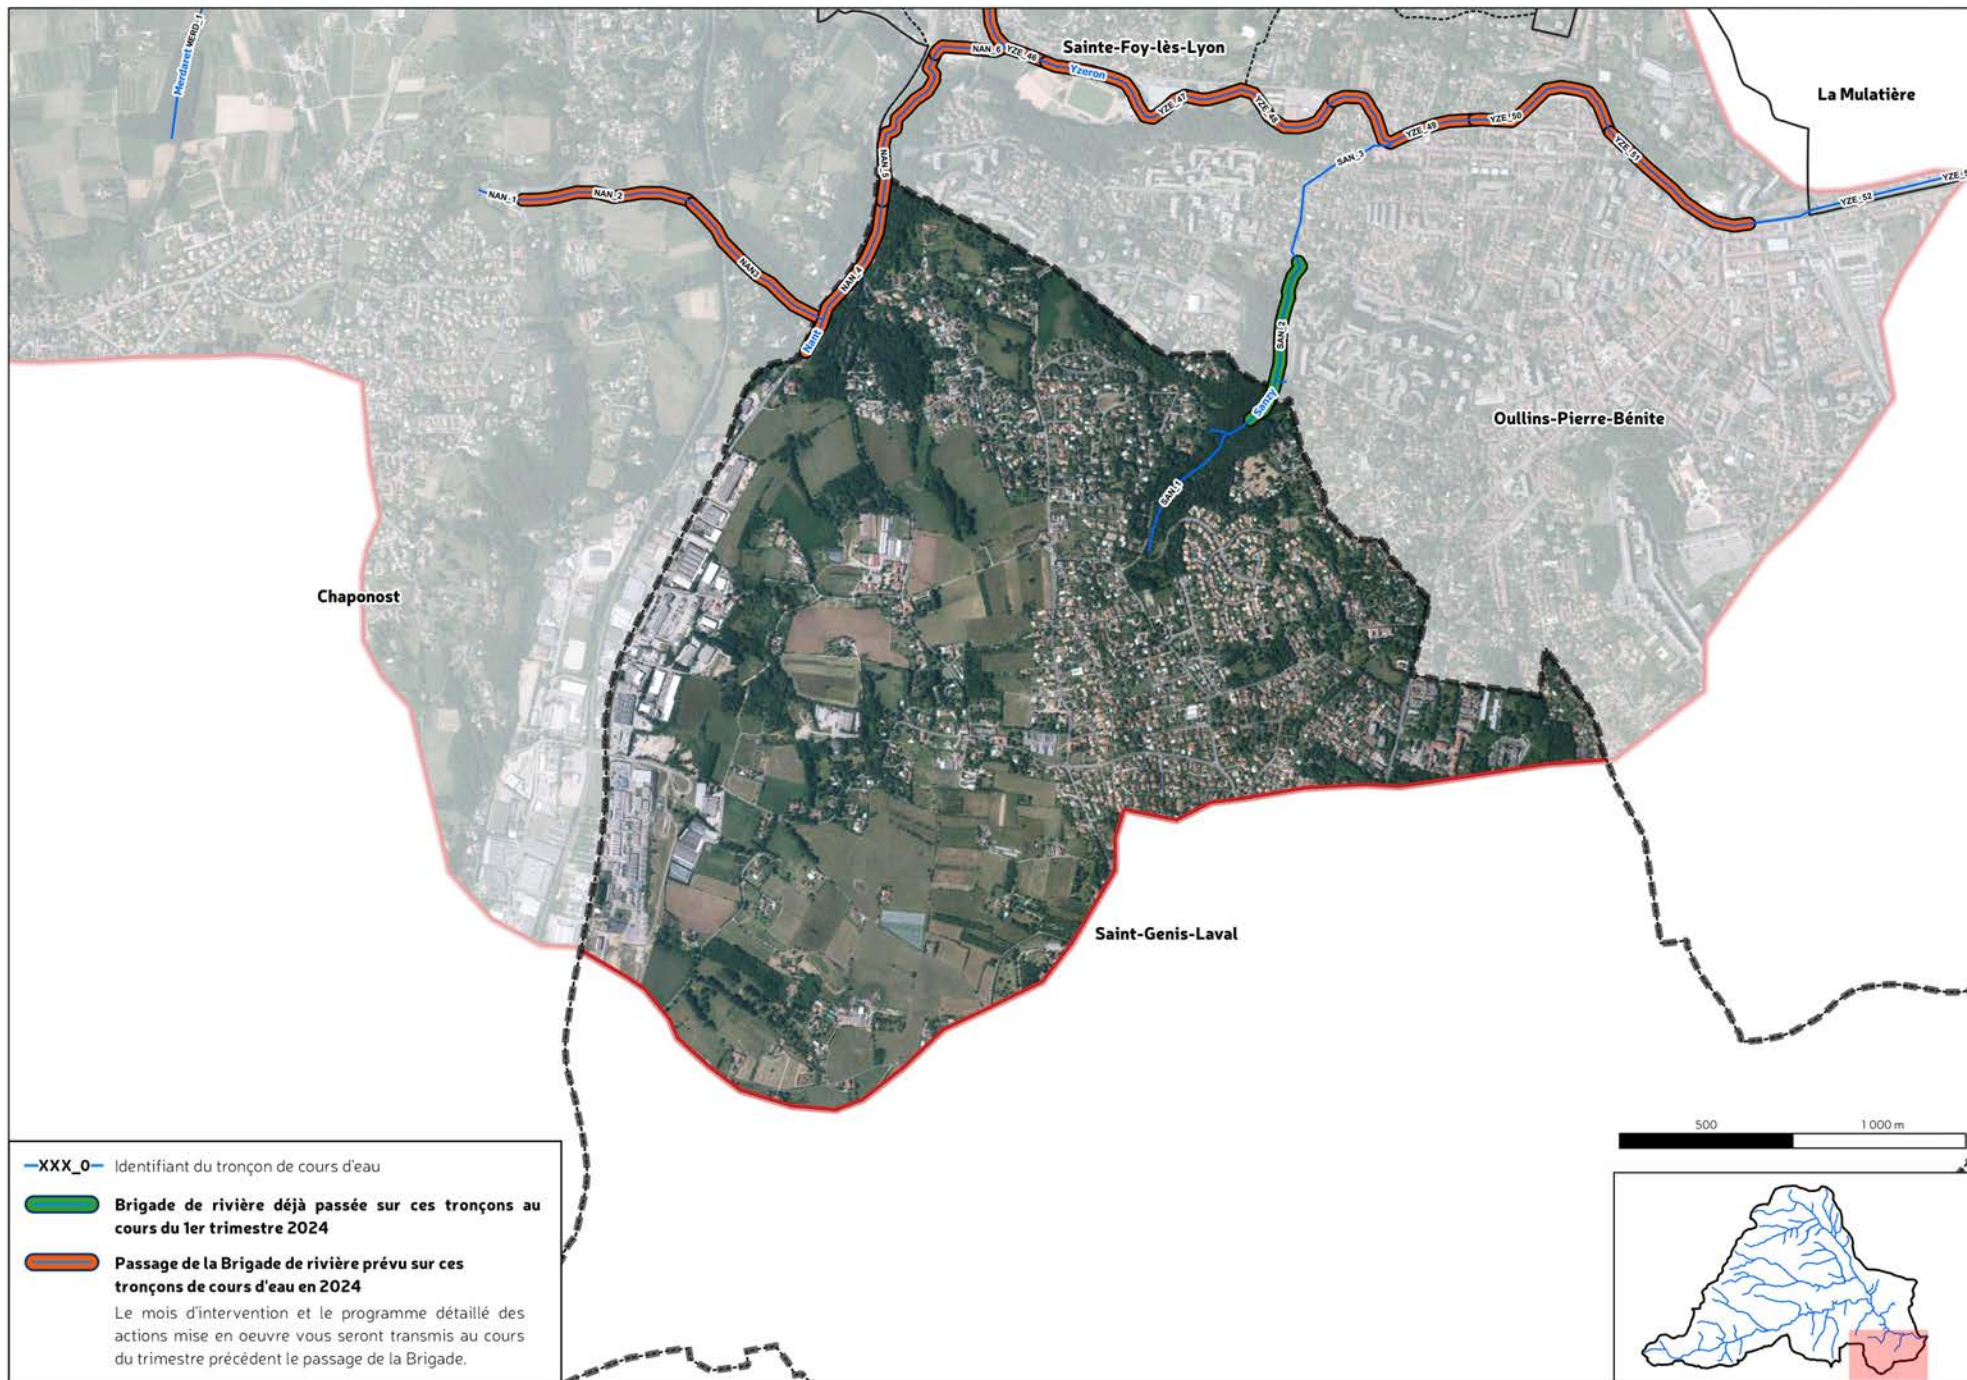 MERD_1
Merdaret
NAN_6
YZE_46
Sainte-Foy-lès-Lyon
Yzeron
La Mulatière
YZE_47
YZE_48
YZE_49
YZE_50
YZE_51
SAN_3
NAN_5
NAN_1
NAN_2
YZE_52
NAN3
NAN_4
Nant
SAN_2
Sanzy
Oullins-Pierre-Bénite
SAN_1
Chaponost
Saint-Genis-Laval
500
1 000 m
XXX_0
Identifiant du tronçon de cours d'eau
Brigade de rivière déjà passée sur ces tronçons au
cours du 1er trimestre 2024
Passage de la Brigade de rivière prévu sur ces
tronçons de cours d'eau en 2024
Le mois d'intervention et le programme détaillé des
actions mise en oeuvre vous seront transmis au cours
du trimestre précédent le passage de la Brigade.